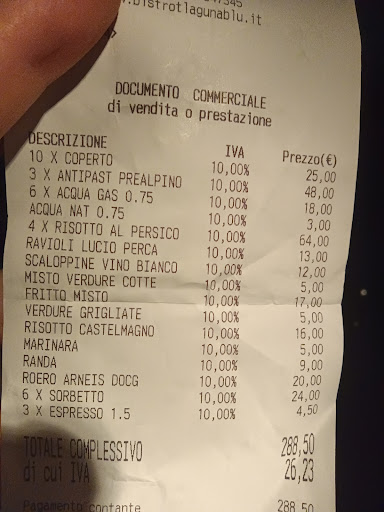 bistrotlagunablu.it
DOCUMENTO COMMERCIALE
di vendita o prestazione
DESCRIZIONE IVA Prezzo(€)
10 X COPERTO 10,00% 25,00
3 X ANTIPAST PREALPINO 10,00% 48,00
6 X ACQUA GAS 0.75 10,00% 18,00
ACQUA NAT 0.75 10,00% 3,00
4 X RISOTTO AL PERSICO 10,00% 64,00
RAVIOLI LUCIO PERCA 10,00% 13,00
SCALOPPINE VINO BIANCO 10,00% 12,00
MISTO VERDURE COTTE 10,00% 5,00
FRITTO MISTO 10,00% 17,00
VERDURE GRIGLIATE 10,00% 5,00
RISOTTO CASTELMAGNO 10,00% 16,00
MARINARA 10,00% 5,00
RANDA 10,00% 9,00
ROERO ARNEIS DOCG 10,00% 20,00
6 X SORBETTO 10,00% 24,00
3 X ESPRESSO 1.5 10,00% 4,50
TOTALE COMPLESSIVO 288,50
di cui IVA 26,23
Pagamento contante 288,50